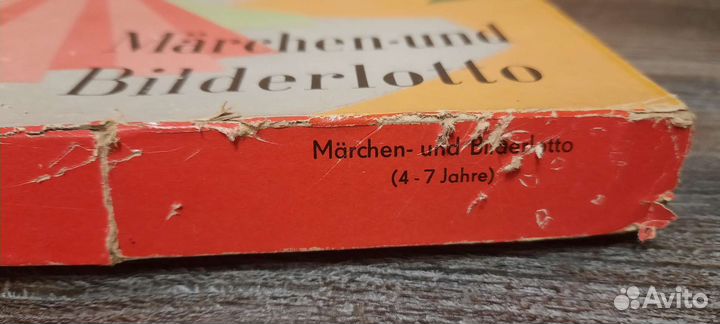 Märchen-und
Bilderlotto
Märchen- und Bilderlotto
(4-7 Jahre)
Avito